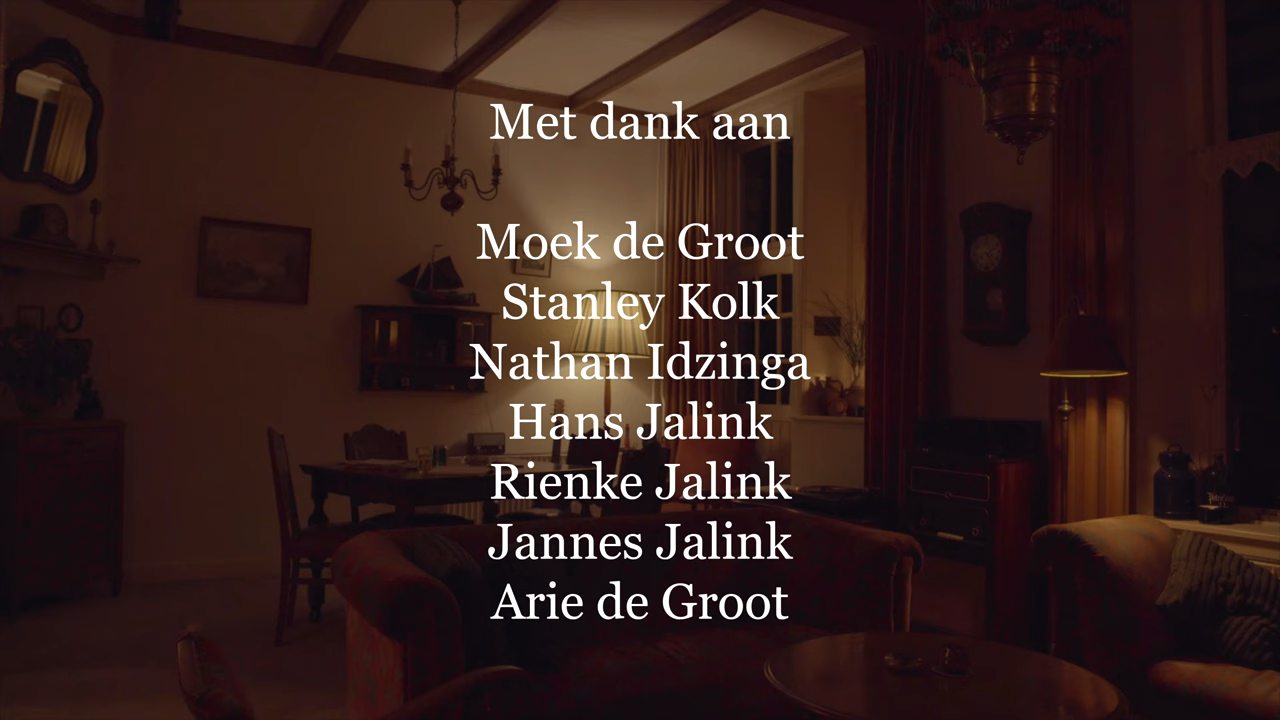 Met dank aan
Moek de Groot
Stanley Kolk
Nathan Idzinga
Hans Jalink
Rienke Jalink
Jannes Jalink
Arie de Groot